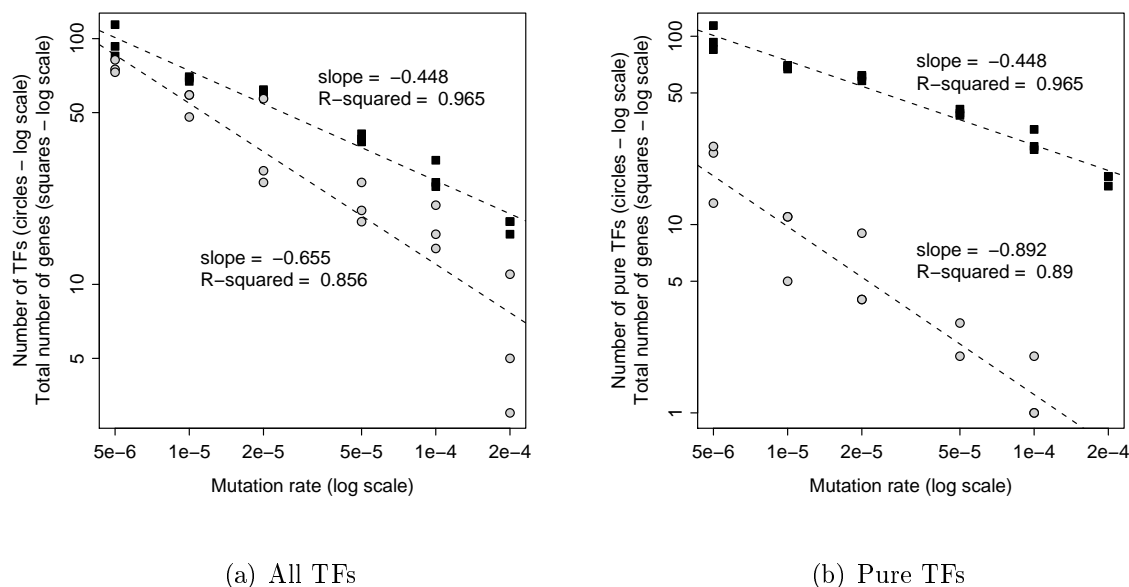 Number of TFs (circles − log scale)
Total number of genes (squares − log scale)
100
50
10
5
slope = −0.448
R−squared = 0.965
slope = −0.655
R−squared = 0.856
5e−6 1e−5 2e−5 5e−5 1e−4 2e−4
Mutation rate (log scale)
(a) All TFs
Number of pure TFs (circles − log scale)
Total number of genes (squares − log scale)
100
50
10
5
1
slope = −0.448
R−squared = 0.965
slope = −0.892
R−squared = 0.89
5e−6 1e−5 2e−5 5e−5 1e−4 2e−4
Mutation rate (log scale)
(b) Pure TFs